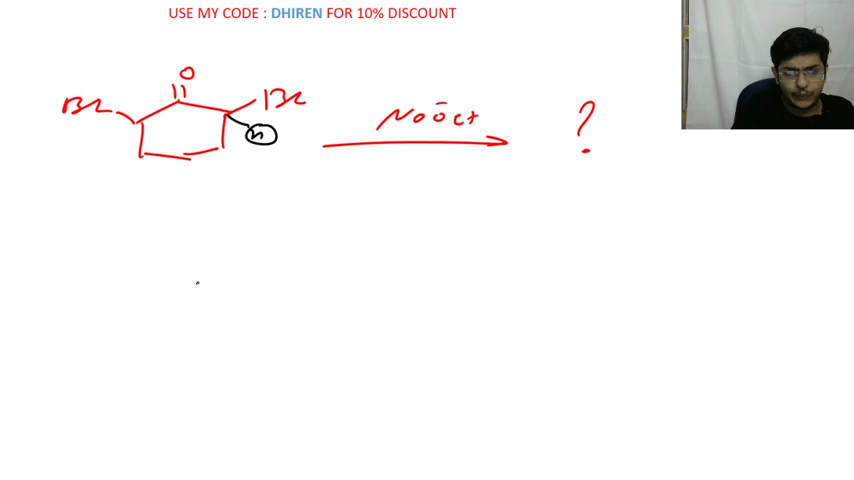 USE MY CODE : DHIREN FOR 10% DISCOUNT
O
Br Br
H
NaOEt
?